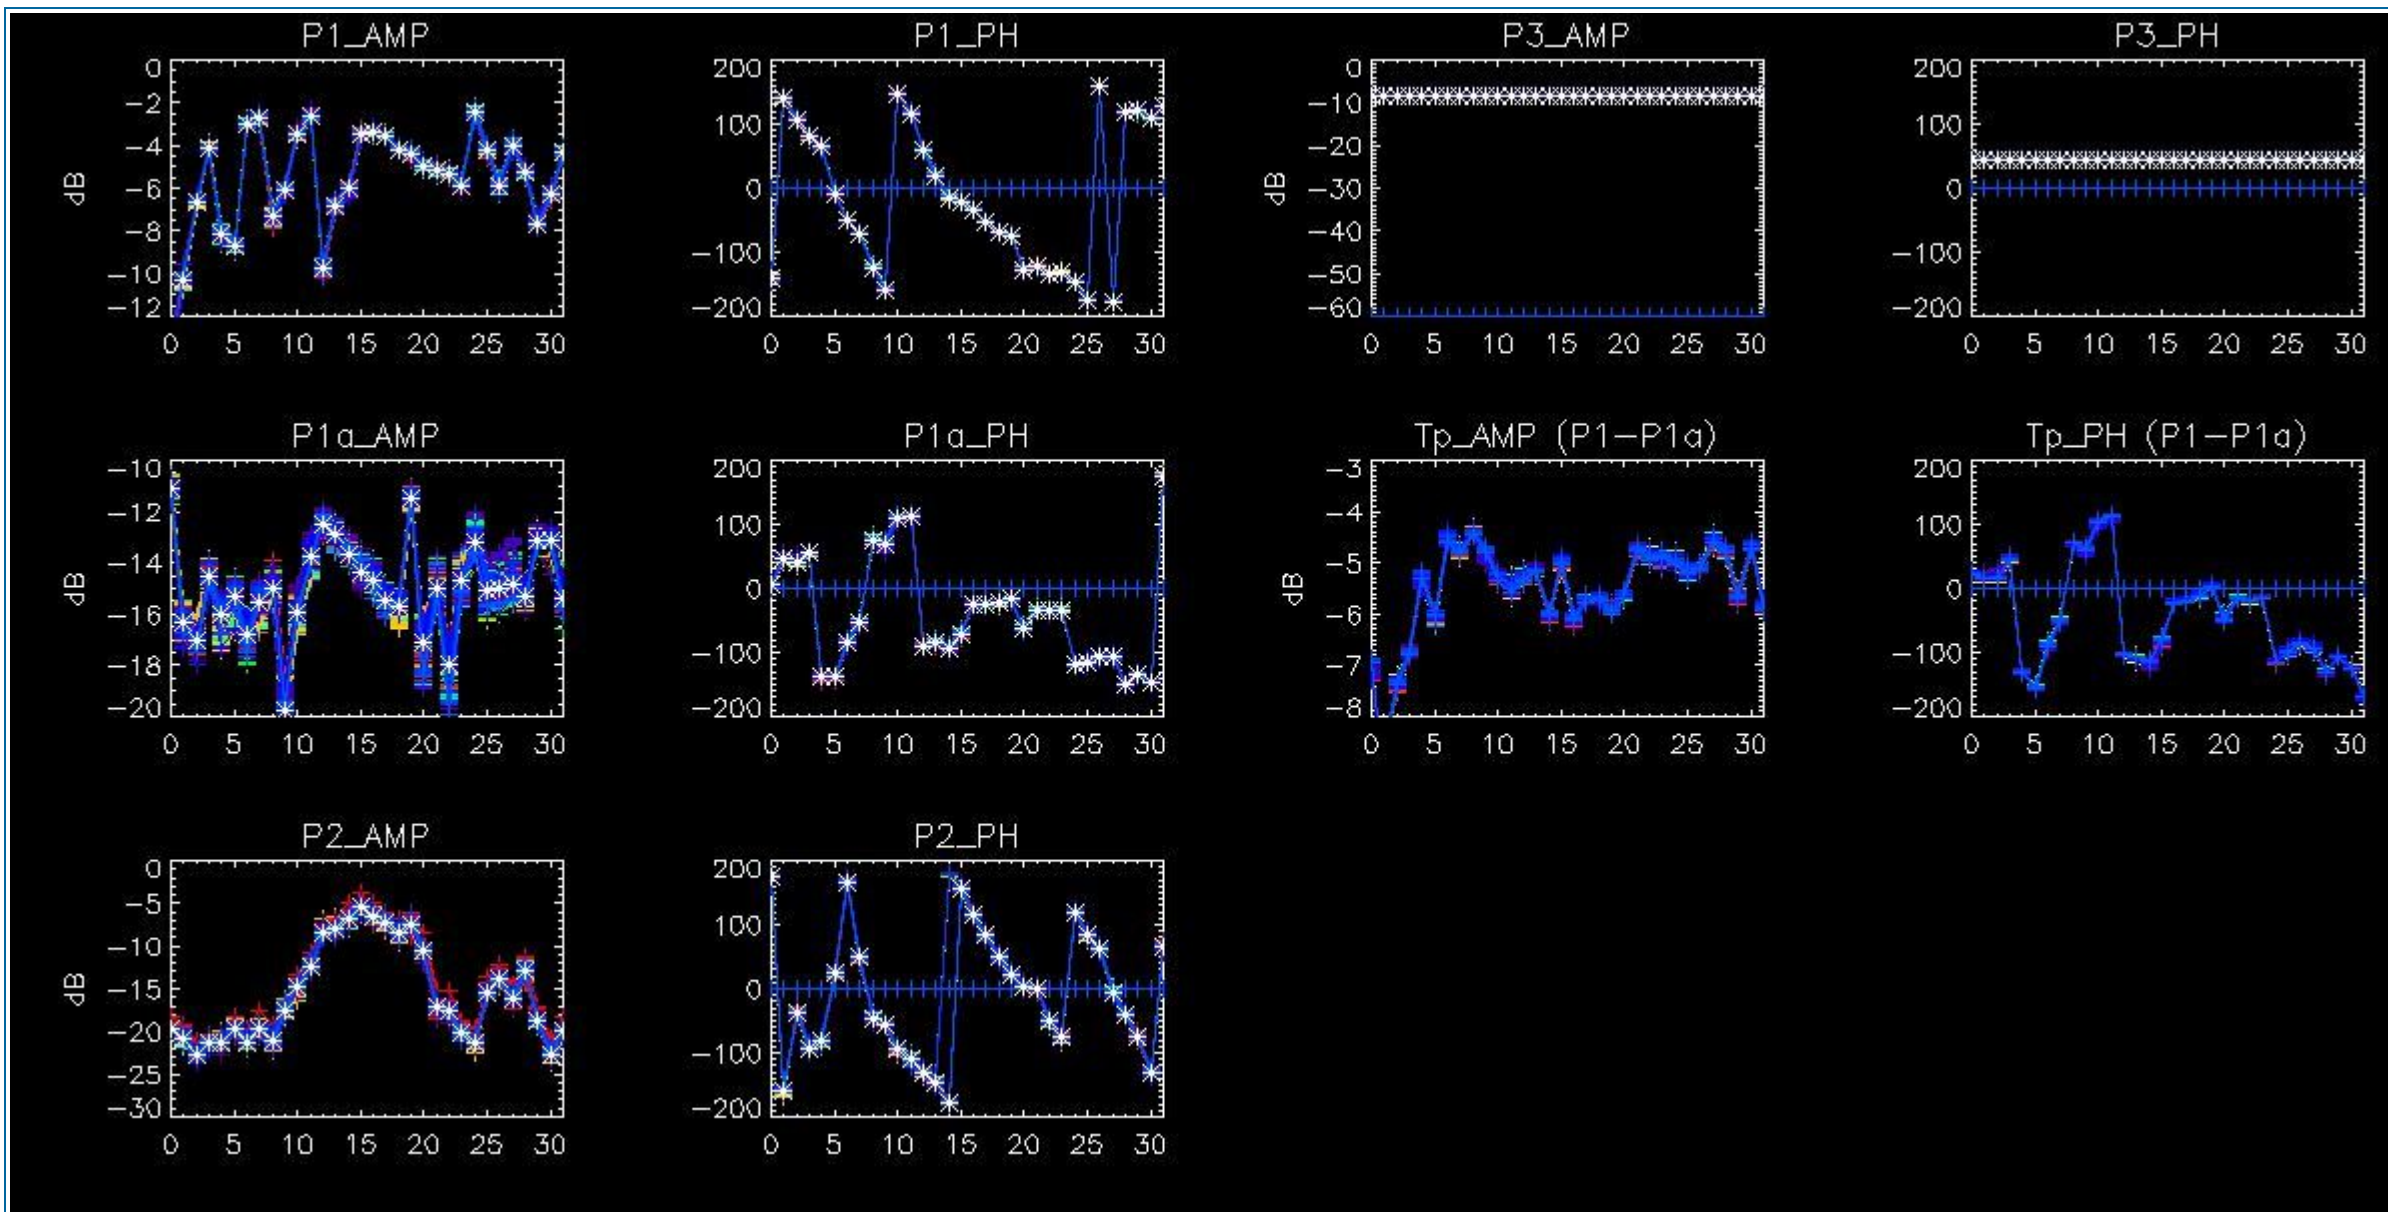 P1_AMP P1_PH P3_AMP P3_PH
0 200 0 200
-2 100 -10 100
-4 0 -20 0
-6 -100 -30 -100
-8 -200 -40 -200
-10 -50
-12 -60
dB dB
0 5 10 15 20 25 30 0 5 10 15 20 25 30 0 5 10 15 20 25 30 0 5 10 15 20 25 30
P1a_AMP P1a_PH Tp_AMP (P1-P1a) Tp_PH (P1-P1a)
-10 200 -3 200
-12 100 -4 100
-14 0 -5 0
-16 -100 -6 -100
-18 -200 -7 -200
-20 -8
dB dB
0 5 10 15 20 25 30 0 5 10 15 20 25 30 0 5 10 15 20 25 30 0 5 10 15 20 25 30
P2_AMP P2_PH
0 200
-5 100
-10 0
-15 -100
-20 -200
-25
-30
dB
0 5 10 15 20 25 30 0 5 10 15 20 25 30